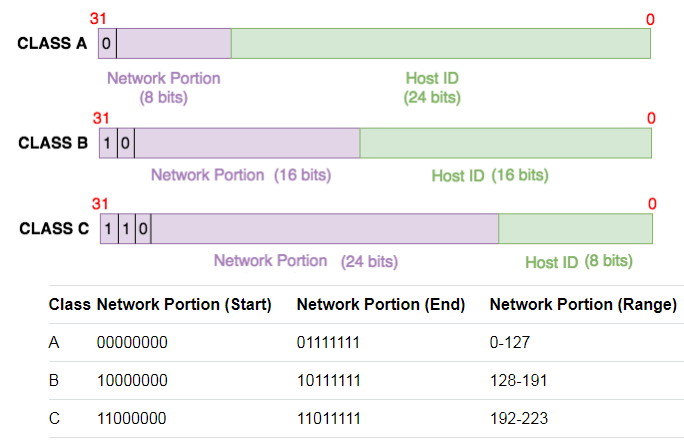 31 0
CLASS A 0
Network Portion Host ID
(8 bits) (24 bits)
31 0
CLASS B 1 0
Network Portion (16 bits) Host ID (16 bits)
31 0
CLASS C 1 1 0
Network Portion (24 bits) Host ID (8 bits)
Class Network Portion (Start) Network Portion (End) Network Portion (Range)
A 00000000 01111111 0-127
B 10000000 10111111 128-191
C 11000000 11011111 192-223